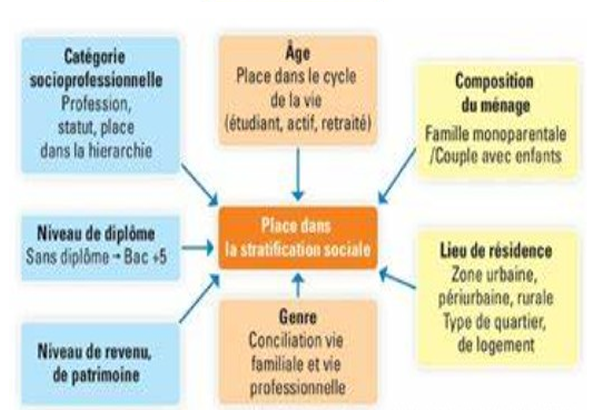 Catégorie
socioprofessionnelle
Profession,
statut, place
dans la hierarchie
Âge
Place dans le cycle
de la vie
(étudiant, actif, retraité)
Composition
du ménage
Famille monoparentale
/Couple avec enfants
Niveau de diplôme
Sans diplôme → Bac +5
Place dans
la stratification sociale
Lieu de résidence
Zone urbaine,
périurbaine, rurale
Type de quartier,
de logement
Niveau de revenu,
de patrimoine
Genre
Conciliation vie
familiale et vie
professionnelle